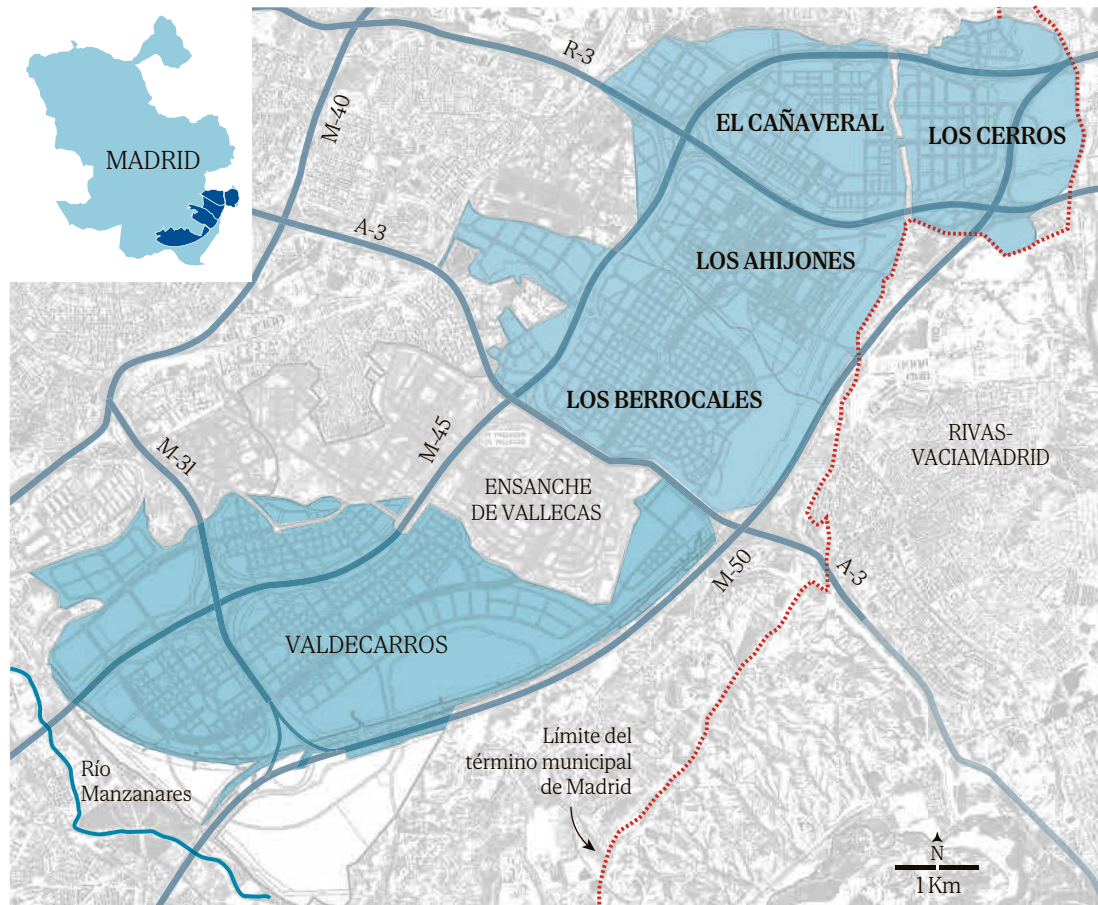 MADRID
R-3
M-40
EL CAÑAVERAL
LOS CERROS
A-3
LOS AHIJONES
LOS BERROCALES
M-45
M-31
RIVAS-
VACIAMADRID
ENSANCHE
DE VALLECAS
M-50
A-3
VALDECARROS
Límite del
término municipal
de Madrid
Río
Manzanares
N
1 Km